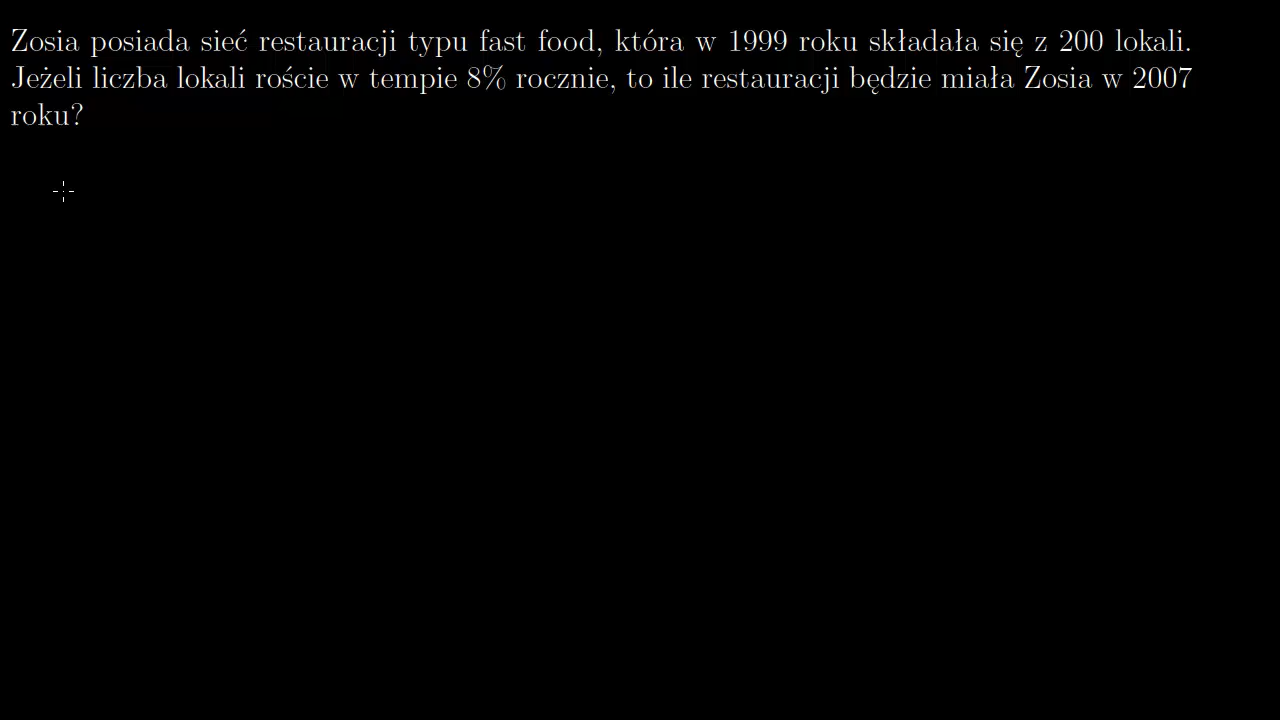 Zosia posiada sieć restauracji typu fast food, która w 1999 roku składała się z 200 lokali.
Jeżeli liczba lokali rośnie w tempie 8% rocznie, to ile restauracji będzie miała Zosia w 2007
roku?